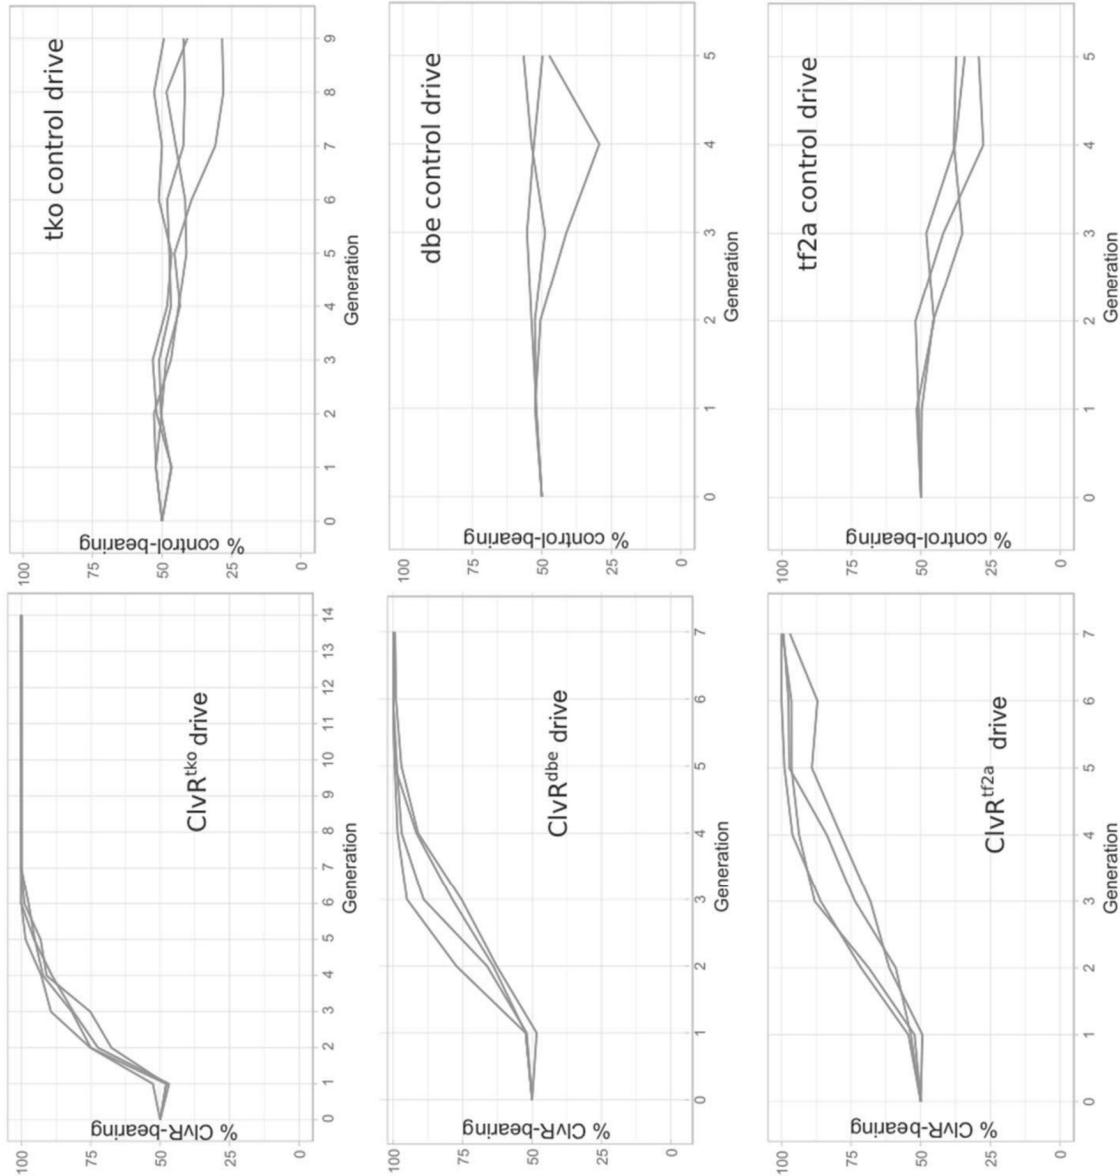 % ClvR-bearing
100
75
50
25
0
ClvR^tko drive
0 1 2 3 4 5 6 7 8 9 10 11 12 13 14
Generation
% control-bearing
100
75
50
25
0
tko control drive
0 1 2 3 4 5 6 7 8 9
Generation
% ClvR-bearing
100
75
50
25
0
ClvR^dbe drive
0 1 2 3 4 5 6 7
Generation
% control-bearing
100
75
50
25
0
dbe control drive
0 1 2 3 4 5
Generation
% ClvR-bearing
100
75
50
25
0
ClvR^tf2a drive
0 1 2 3 4 5 6 7
Generation
% control-bearing
100
75
50
25
0
tf2a control drive
0 1 2 3 4 5
Generation